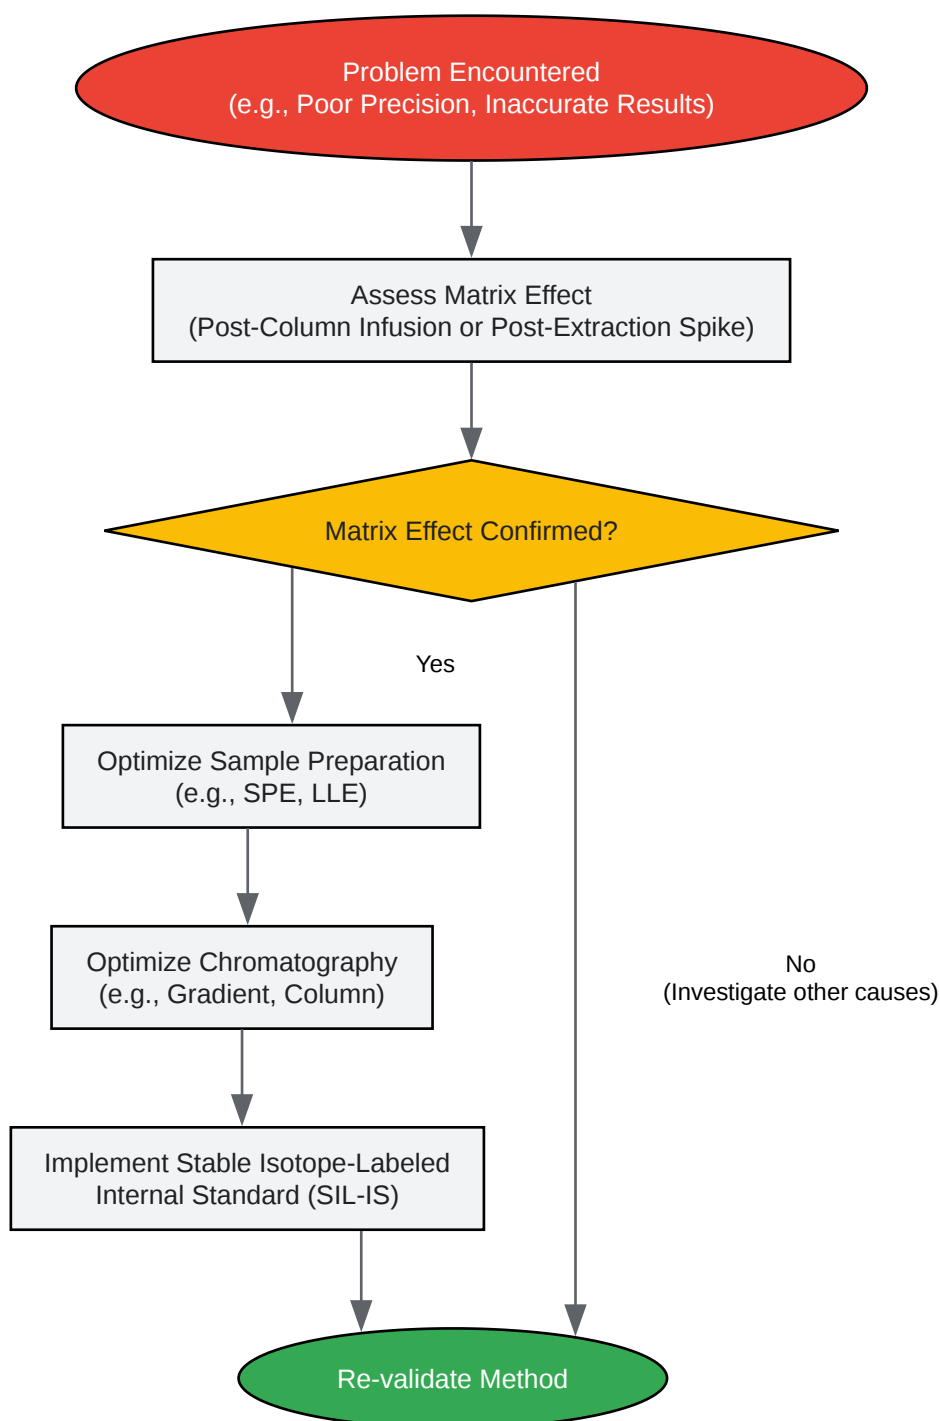 Problem Encountered
(e.g., Poor Precision, Inaccurate Results)
Assess Matrix Effect
(Post-Column Infusion or Post-Extraction Spike)
Matrix Effect Confirmed?
Yes
Optimize Sample Preparation
(e.g., SPE, LLE)
Optimize Chromatography
(e.g., Gradient, Column)
No
(Investigate other causes)
Implement Stable Isotope-Labeled
Internal Standard (SIL-IS)
Re-validate Method